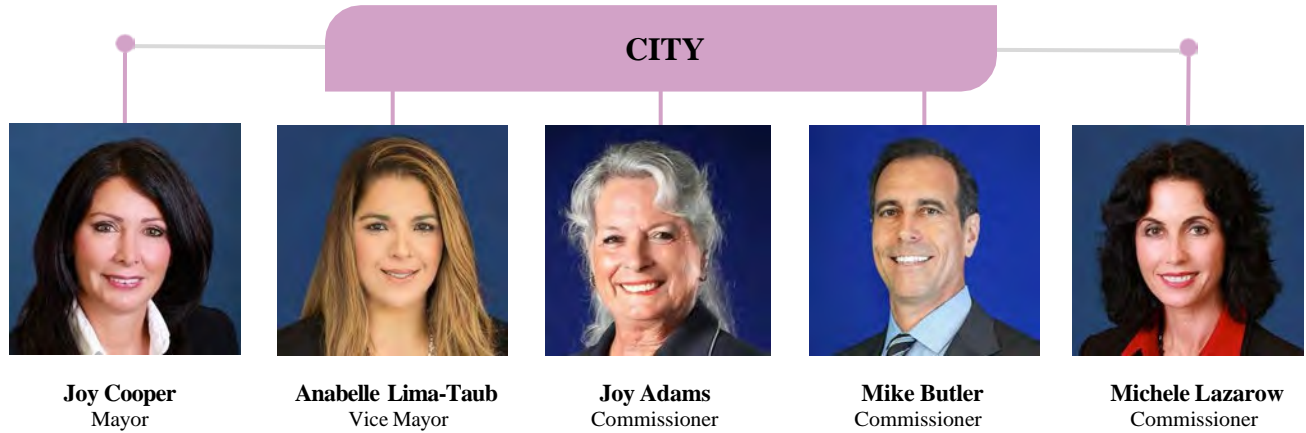 CITY
Joy Cooper
Mayor
Anabelle Lima-Taub
Vice Mayor
Joy Adams
Commissioner
Mike Butler
Commissioner
Michele Lazarow
Commissioner